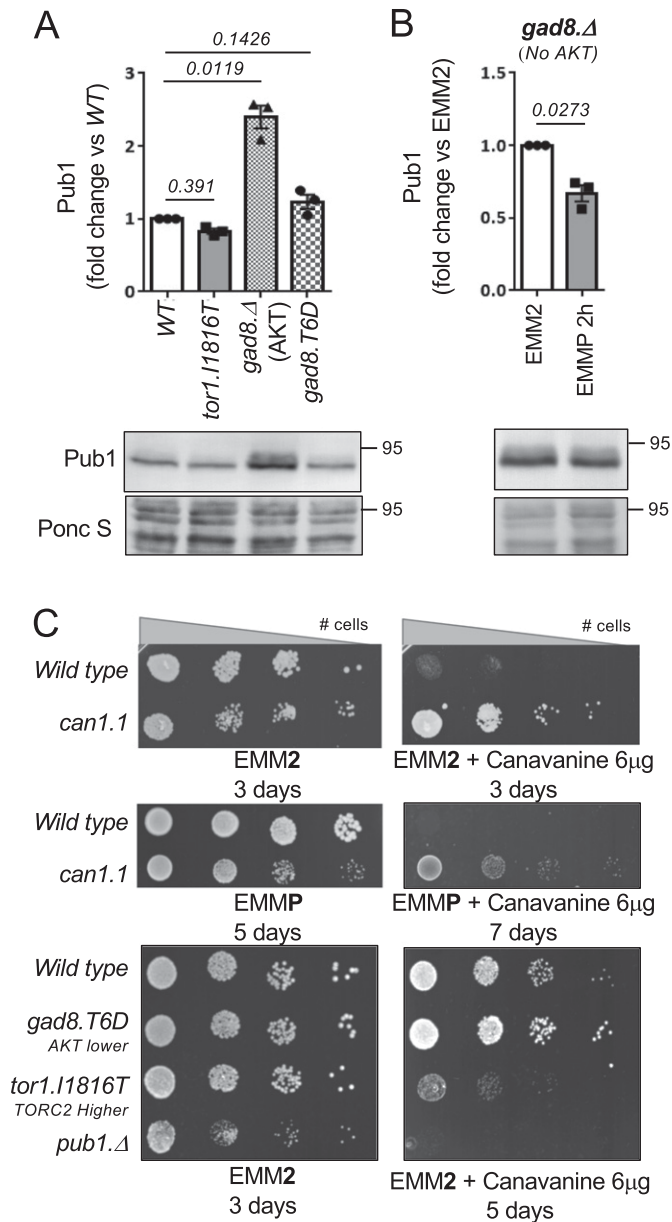 A
0.1426
0.0119
0.391
Pub1
(fold change vs WT)
3
2
1
0
WT
tor1.I1816T
gad8.Δ
(AKT)
gad8.T6D
B
gad8.Δ
(No AKT)
0.0273
Pub1
(fold change vs EMM2)
1.5
1.0
0.5
0.0
EMM2
EMMP 2h
Pub1
95
95
Ponc S
95
95
C
# cells
# cells
Wild type
can1.1
EMM2
3 days
EMM2 + Canavanine 6µg
3 days
Wild type
can1.1
EMMP
5 days
EMMP + Canavanine 6µg
7 days
Wild type
gad8.T6D
AKT lower
tor1.I1816T
TORC2 Higher
pub1.Δ
EMM2
3 days
EMM2 + Canavanine 6µg
5 days